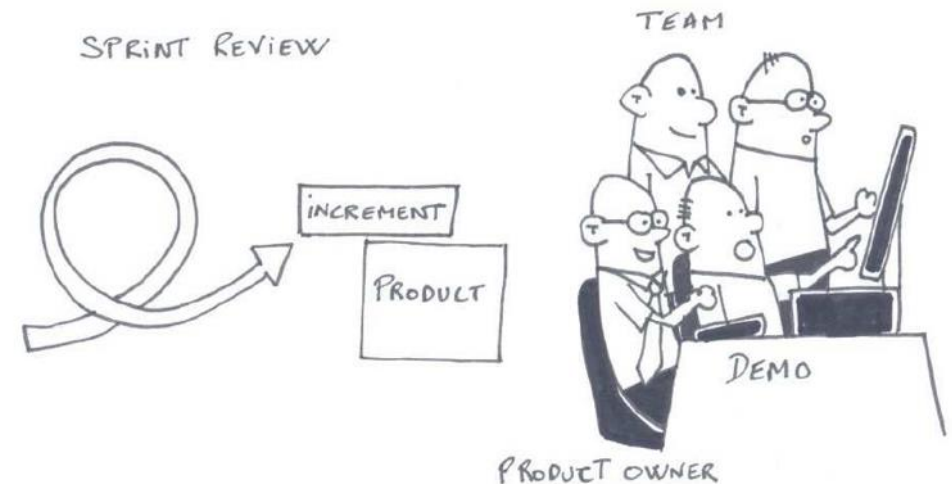 SPRINT REVIEW
TEAM
INCREMENT
PRODUCT
DEMO
PRODUCT OWNER